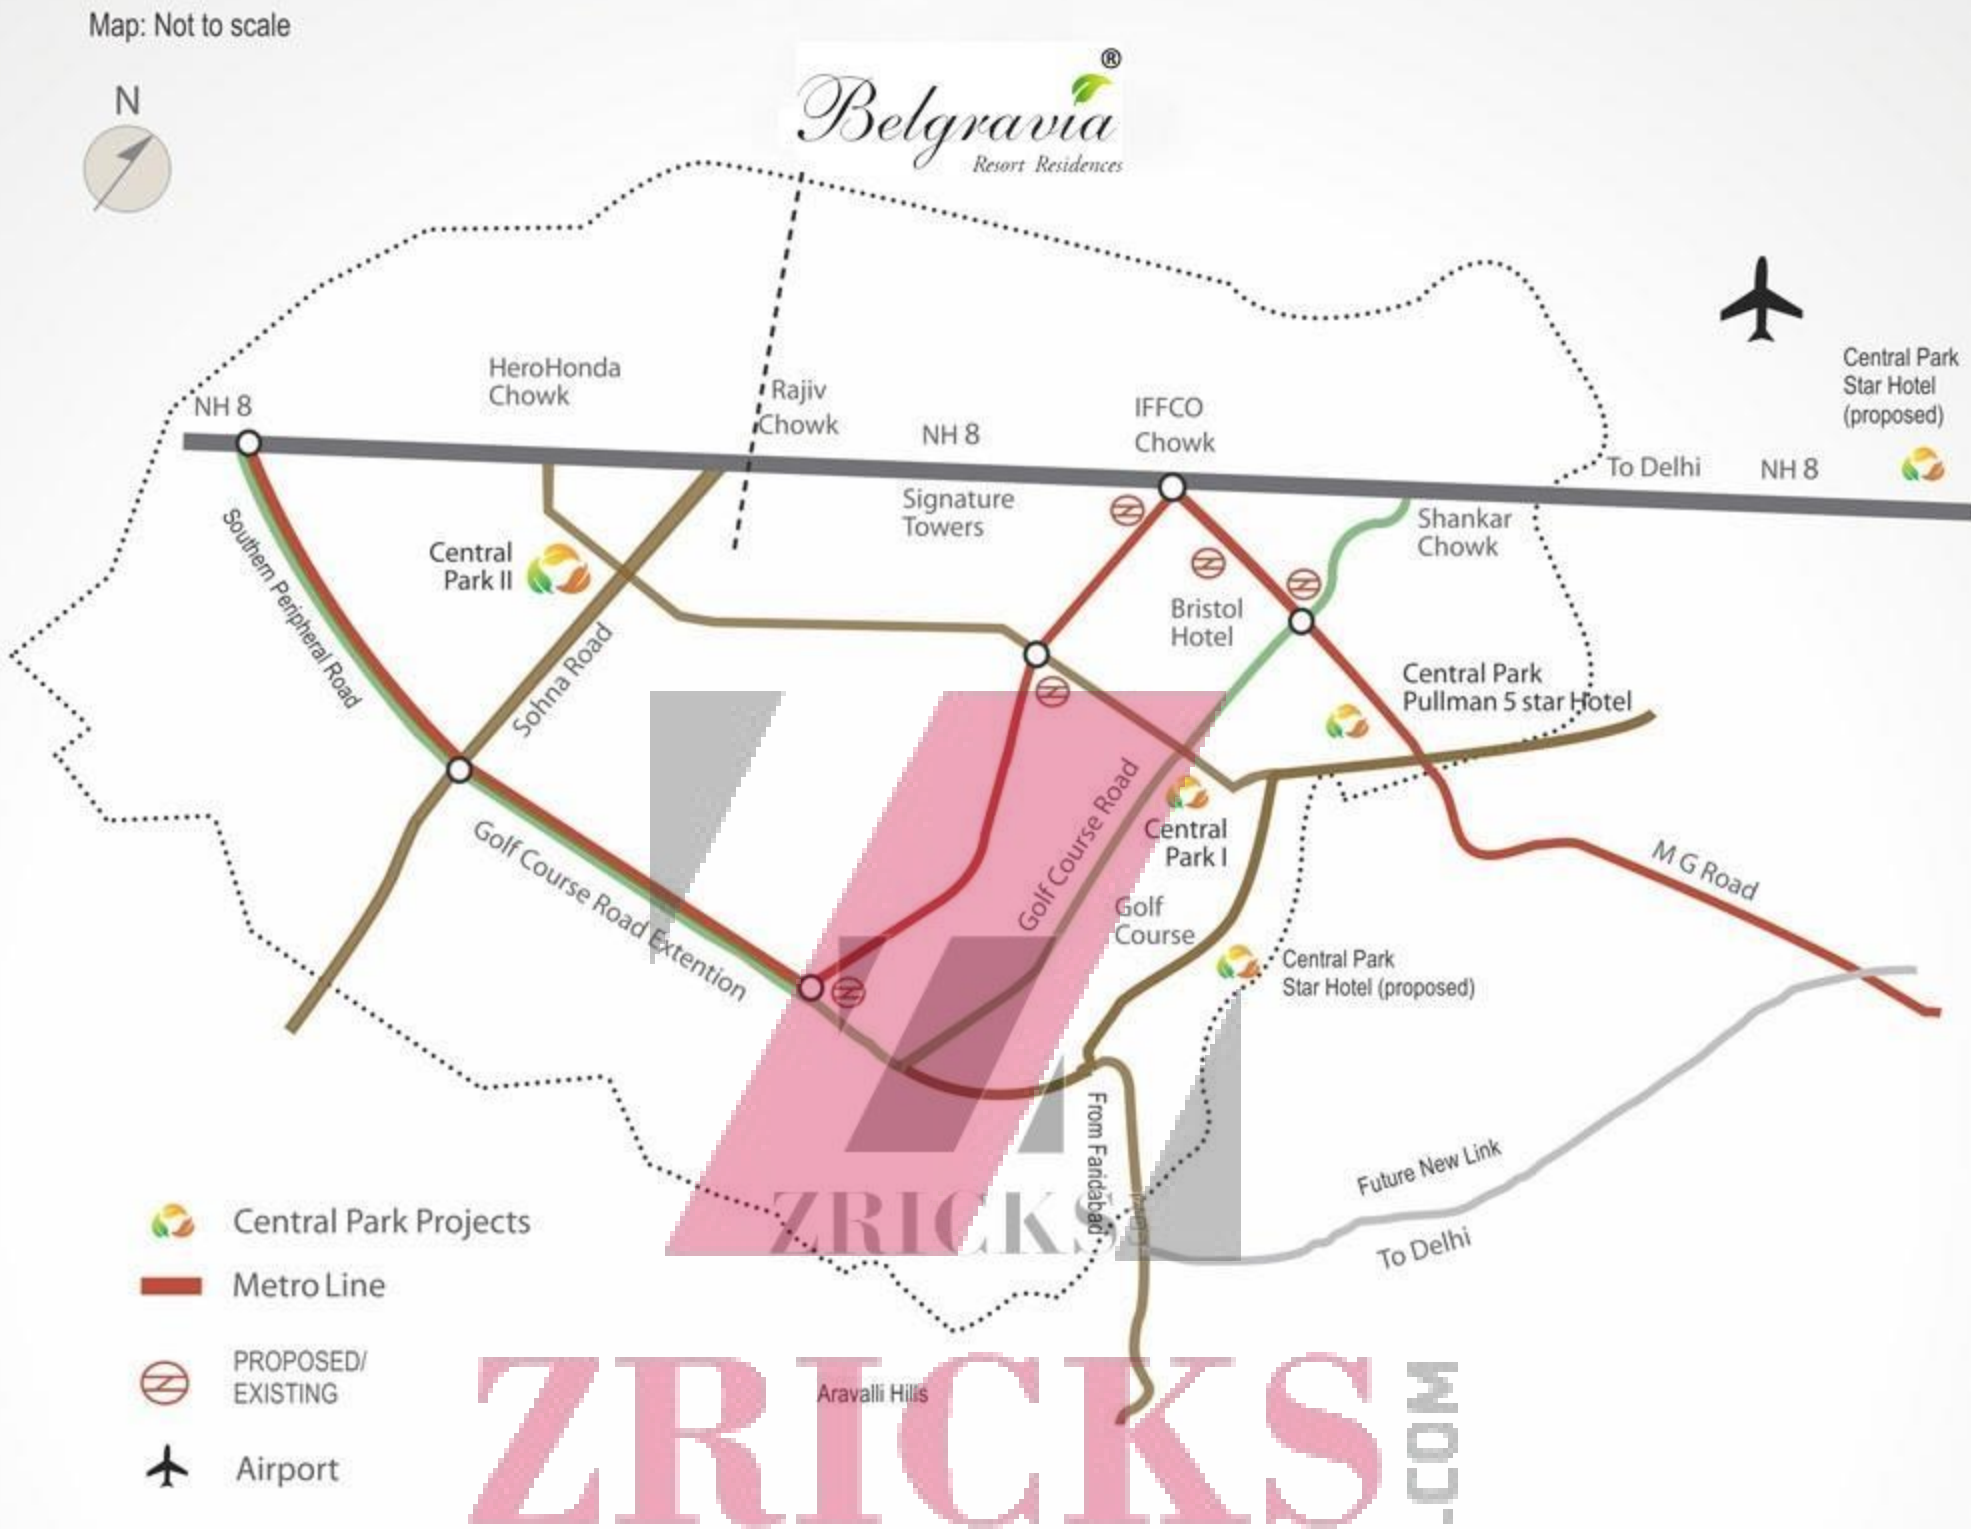 Map: Not to scale
N
®
Belgravia
Resort Residences
HeroHonda
Chowk
NH 8
Rajiv
Chowk
NH 8
IFFCO
Chowk
Central Park
Star Hotel
(proposed)
To Delhi
NH 8
Signature
Towers
Shankar
Chowk
Southern Peripheral Road
Central
Park II
Sohna Road
Bristol
Hotel
Central Park
Pullman 5 star Hotel
Golf Course Road
Central
Park I
Golf Course Road Extention
Golf
Course
M G Road
Central Park
Star Hotel (proposed)
From Faridabad
Future New Link
To Delhi
ZRICKS
Central Park Projects
Metro Line
PROPOSED/
EXISTING
Airport
Aravalli Hills
ZRICKS
.COM